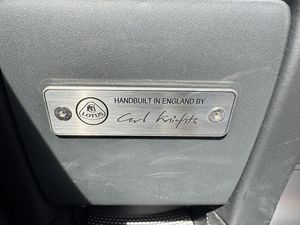 LOTUS
HANDBUILT IN ENGLAND BY
Carl Knights